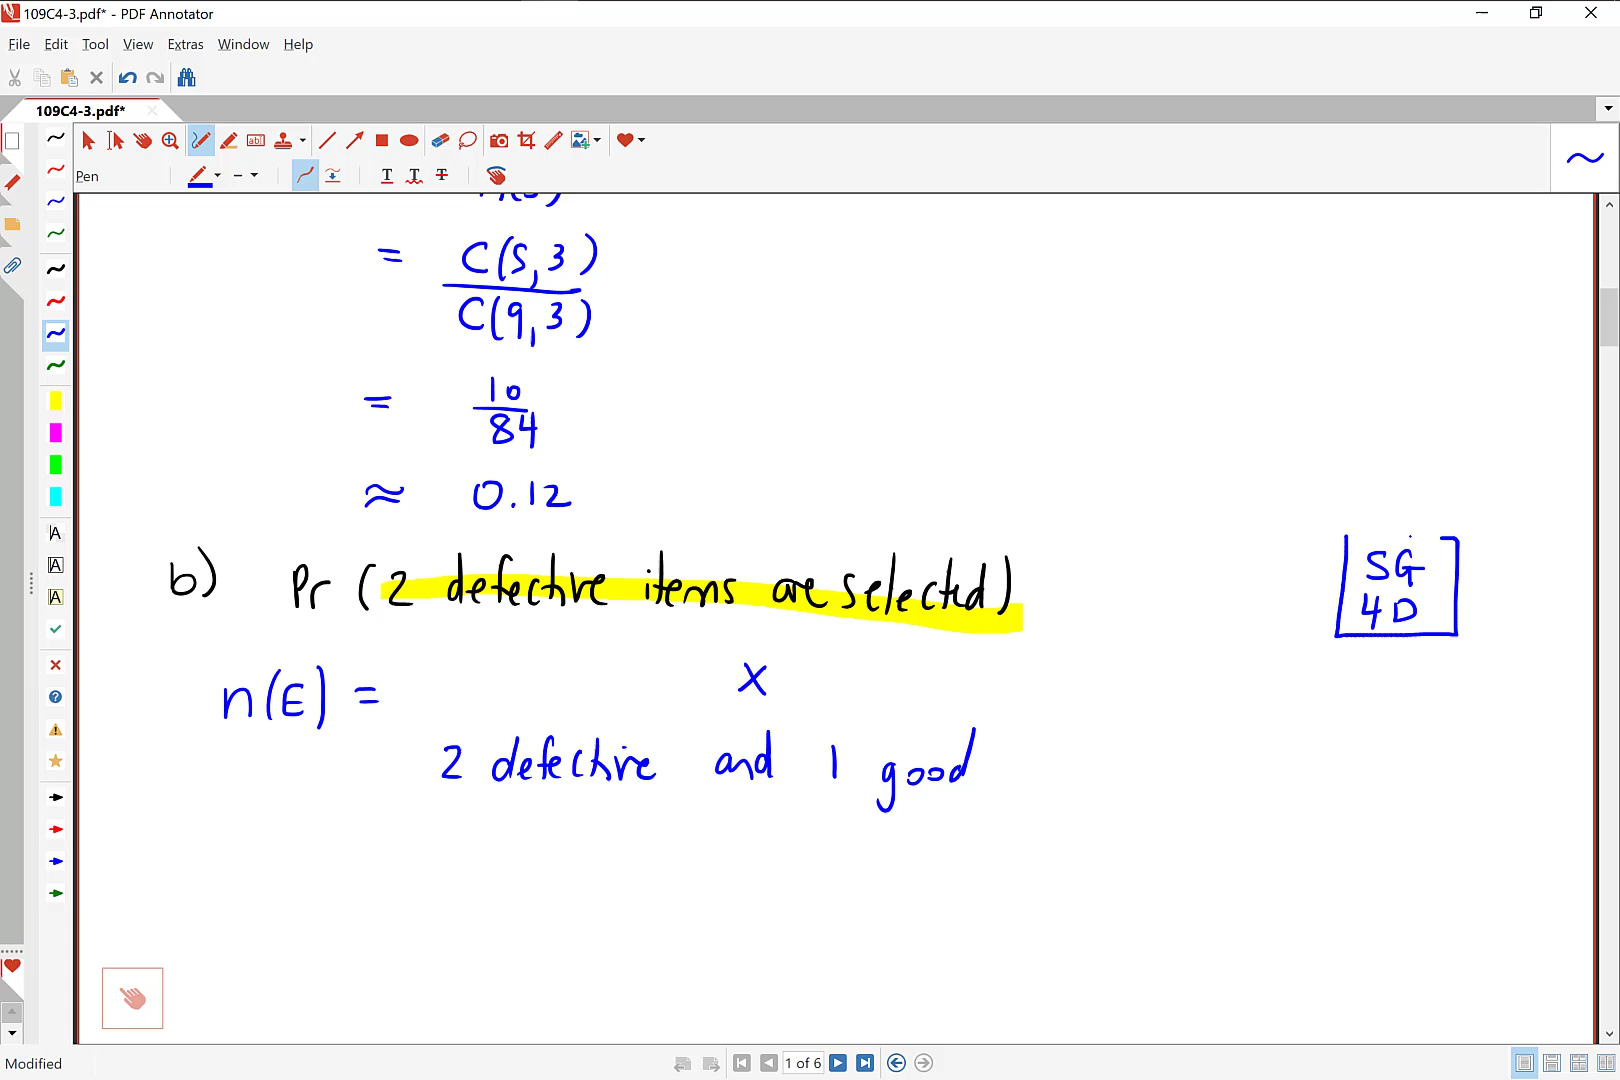 109C4-3.pdf* - PDF Annotator
File Edit Tool View Extras Window Help
109C4-3.pdf*
Pen
= C(5,3)
C(9,3)
= 10
84
≈ 0.12
b) Pr (2 defective items are selected)
5G
4D
n(E) = X
2 defective and 1 good
Modified
1 of 6